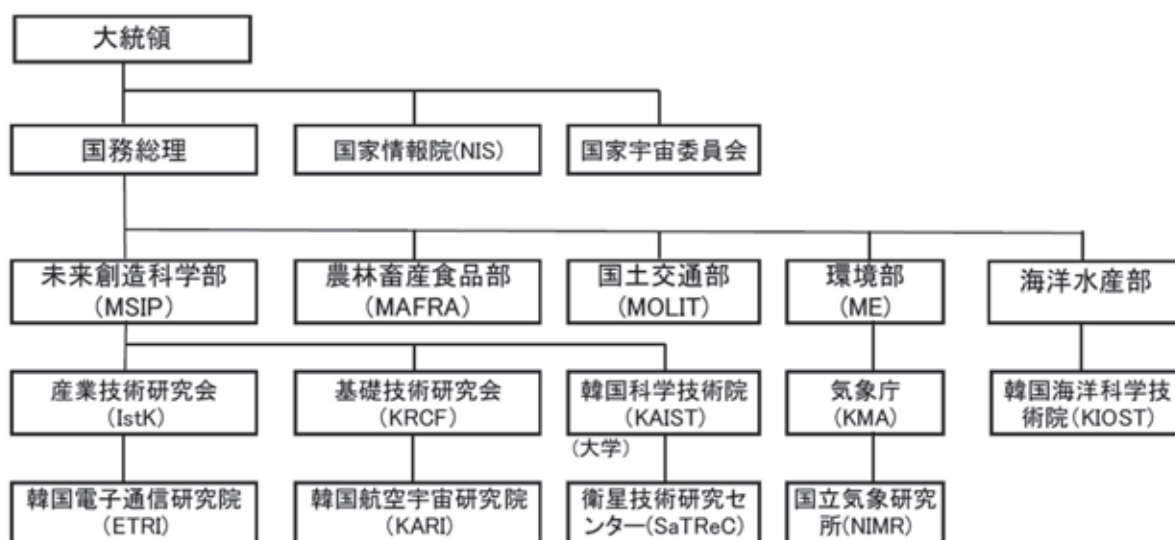 大統領
国務総理
国家情報院(NIS)
国家宇宙委員会
未来創造科学部
(MSIP)
農林畜産食品部
(MAFRA)
国土交通部
(MOLIT)
環境部
(ME)
海洋水産部
産業技術研究会
(IstK)
基礎技術研究会
(KRCF)
韓国科学技術院
(KAIST)
(大学)
気象庁
(KMA)
韓国海洋科学技
術院(KIOST)
韓国電子通信研究院
(ETRI)
韓国航空宇宙研究院
(KARI)
衛星技術研究セ
ンター(SaTReC)
国立気象研究
所(NIMR)